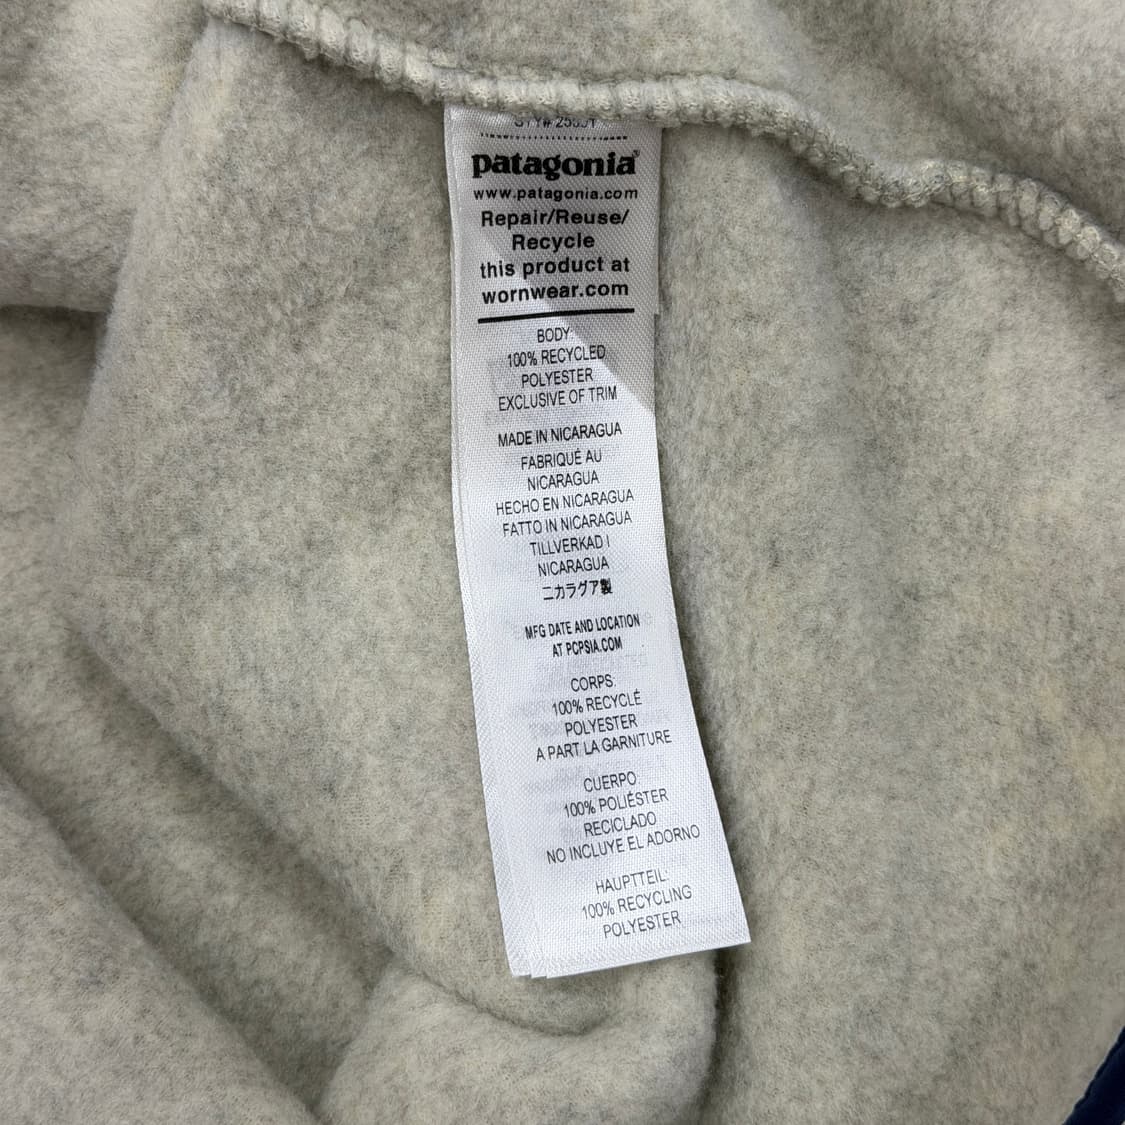 STY#
patagonia®
www.patagonia.com
Repair/Reuse/
Recycle
this product at
wornwear.com
BODY:
100% RECYCLED
POLYESTER
EXCLUSIVE OF TRIM
MADE IN NICARAGUA
FABRIQUÉ AU
NICARAGUA
HECHO EN NICARAGUA
FATTO IN NICARAGUA
TILLVERKAD I
NICARAGUA
ニカラグア製
MFG DATE AND LOCATION
AT PCPSIA.COM
CORPS:
100% RECYCLÉ
POLYESTER
A PART LA GARNITURE
CUERPO:
100% POLIÉSTER
RECICLADO
NO INCLUYE EL ADORNO
HAUPTTEIL:
100% RECYCLING
POLYESTER